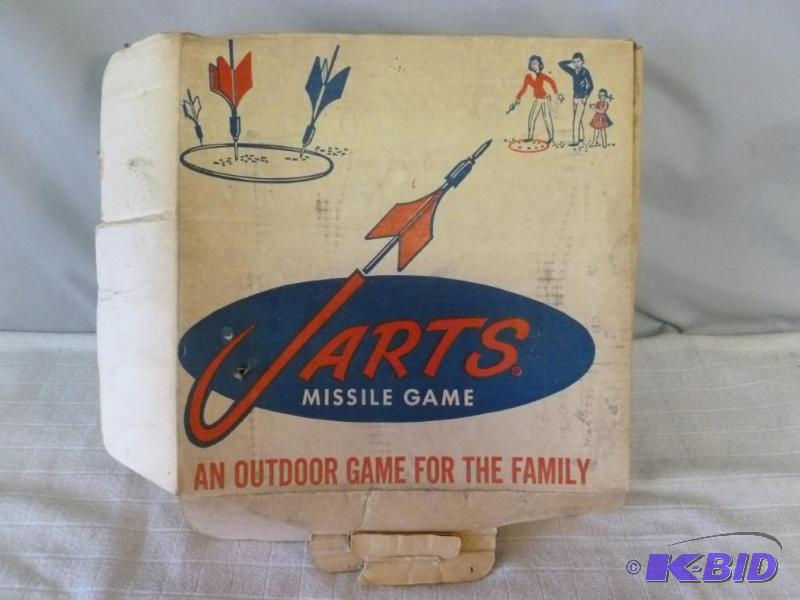 JARTS®
MISSILE GAME
AN OUTDOOR GAME FOR THE FAMILY
© K-BID